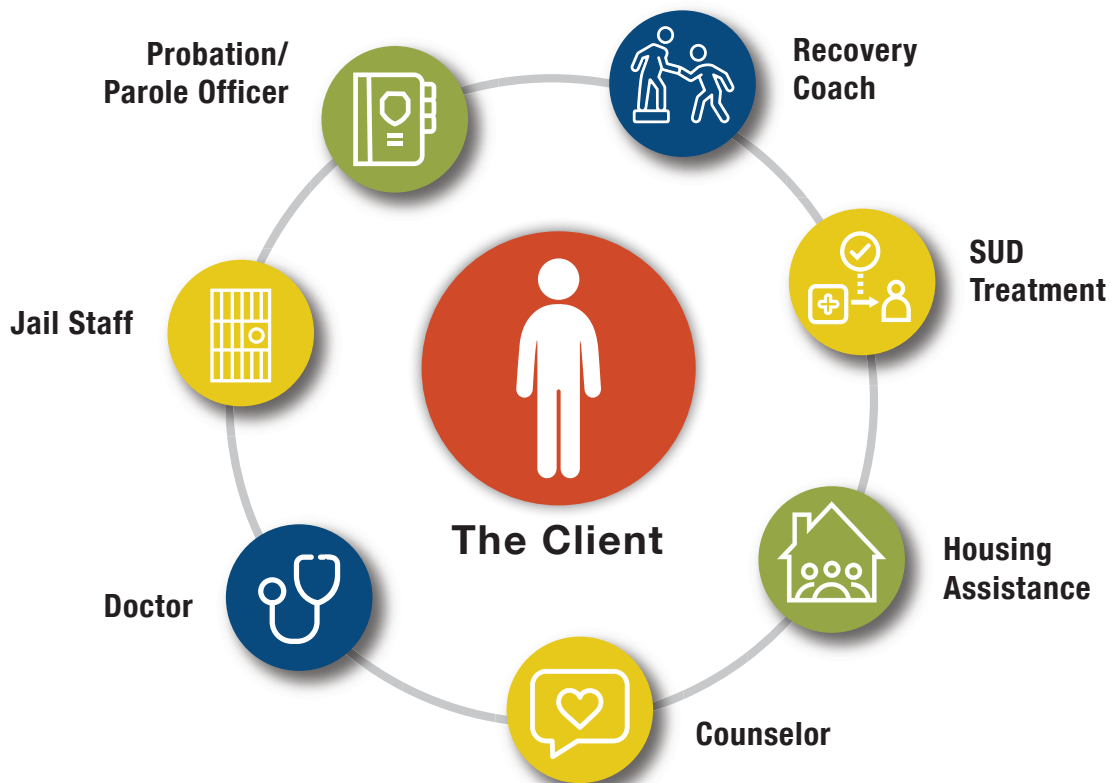 Probation/
Parole Officer
Recovery
Coach
SUD
Treatment
Jail Staff
The Client
Housing
Assistance
Doctor
Counselor